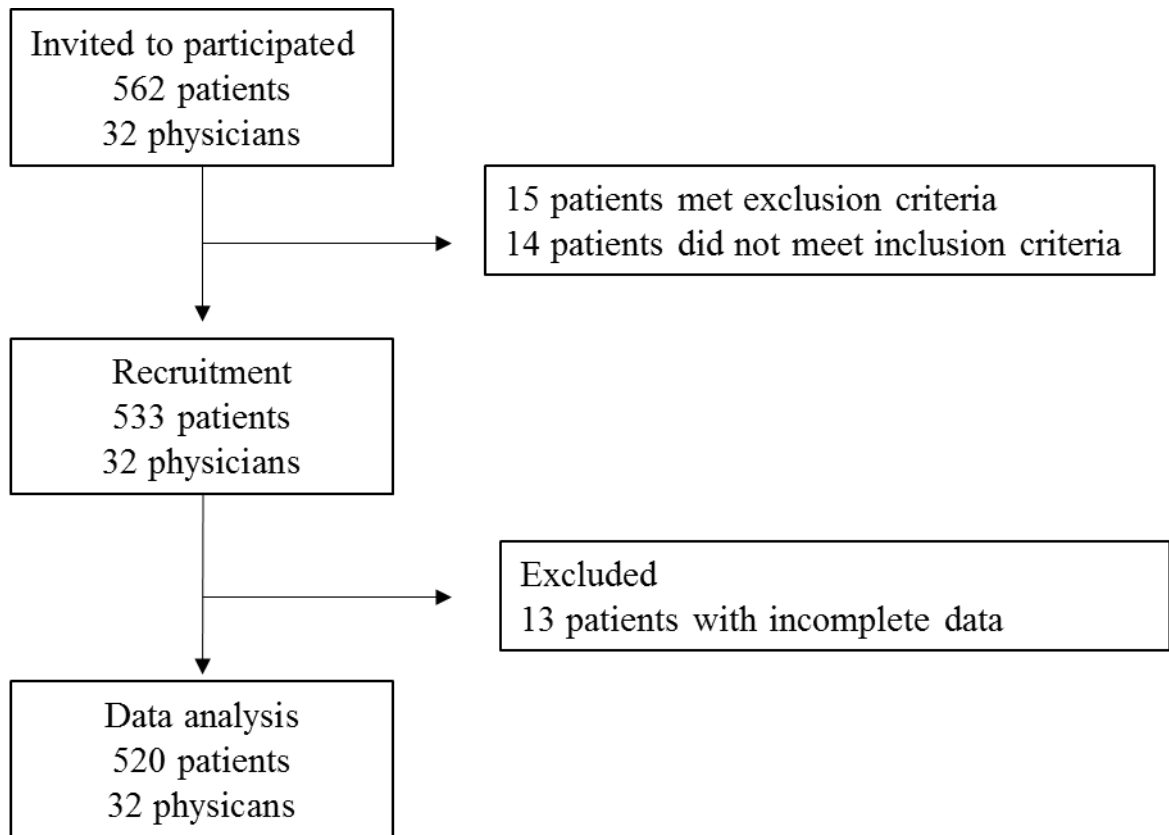 Invited to participated
562 patients
32 physicians
15 patients met exclusion criteria
14 patients did not meet inclusion criteria
Recruitment
533 patients
32 physicians
Excluded
13 patients with incomplete data
Data analysis
520 patients
32 physicans